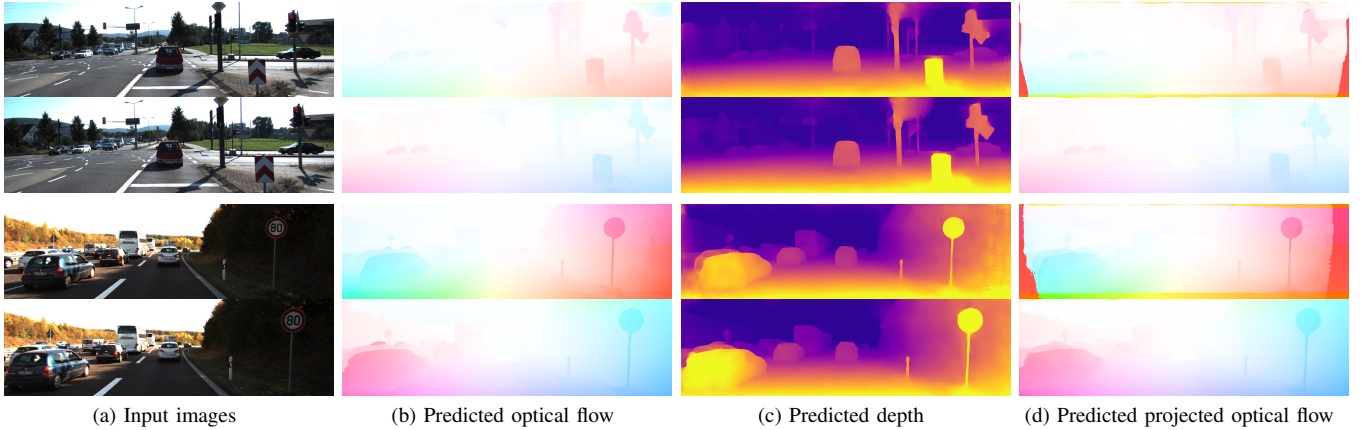 80
80
(a) Input images
(b) Predicted optical flow
(c) Predicted depth
(d) Predicted projected optical flow